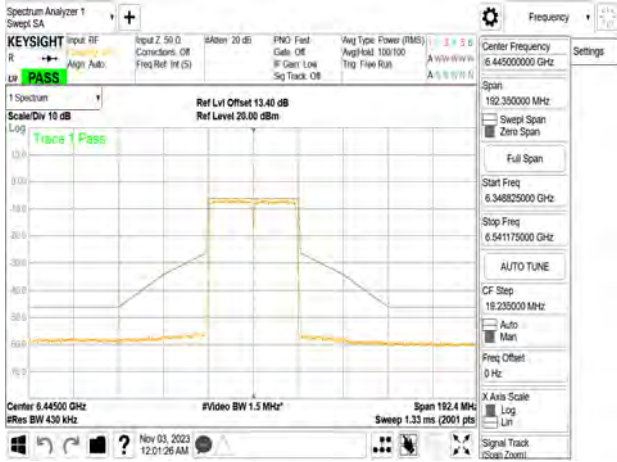 Spectrum Analyzer 1
Swept SA
+
Frequency
KEYSIGHT
Input: RF
Input Z: 50 Ω
#Atten: 20 dB
PNO: Fast
Avg Type: Power (RMS)
Corrections: Off
Gate: Off
Avg|Hold: 100/100
Align: Auto
Freq Ref: Int (S)
IF Gain: Low
Trig: Free Run
Sig Track: Off
PASS
Center Frequency
6.445000000 GHz
Settings
Span
192.350000 MHz
Swept Span
Zero Span
Full Span
Start Freq
6.348825000 GHz
Stop Freq
6.541175000 GHz
AUTO TUNE
CF Step
19.235000 MHz
Auto
Man
Freq Offset
0 Hz
X Axis Scale
Log
Lin
Signal Track
(Span Zoom)
1 Spectrum
Scale/Div 10 dB
Ref Lvl Offset 13.40 dB
Ref Level 20.00 dBm
Log
Trace 1 Pass
Center 6.44500 GHz
#Res BW 430 kHz
#Video BW 1.5 MHz*
Span 192.4 MHz
Sweep 1.33 ms (2001 pts
?
Nov 03, 2023
12:01:26 AM